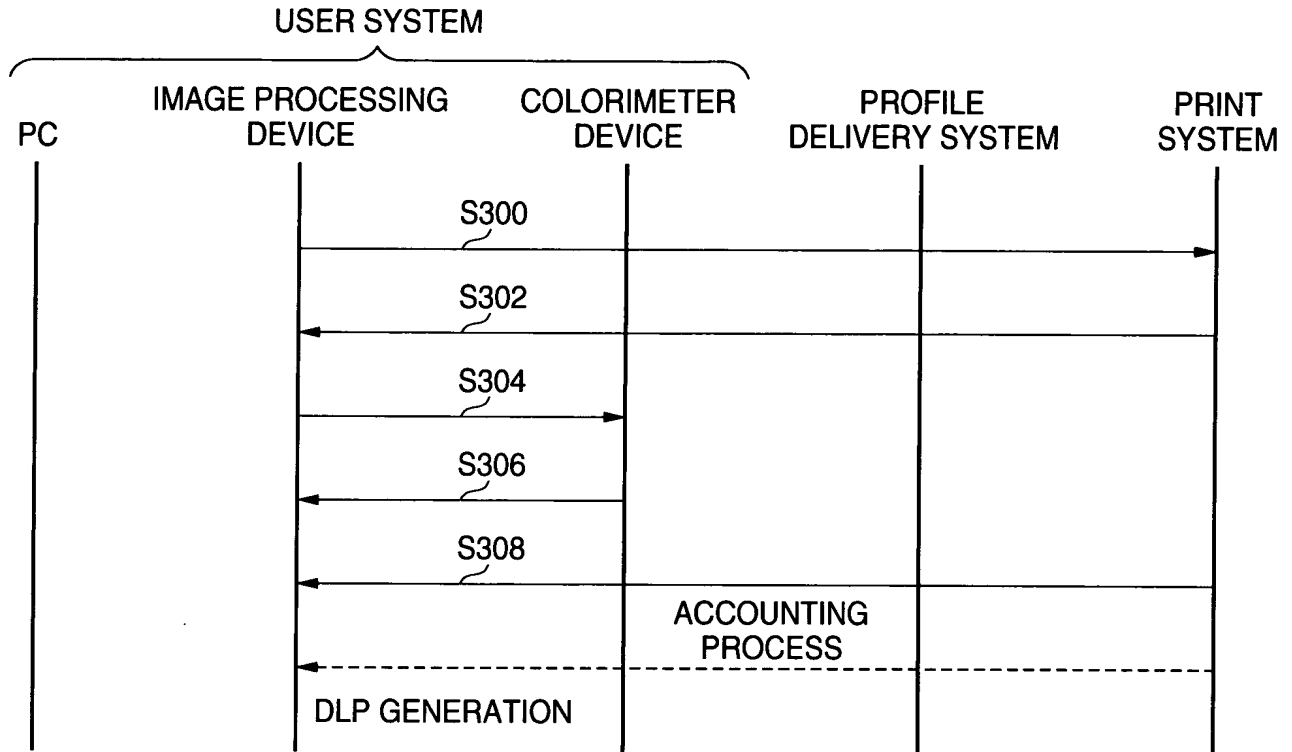 USER SYSTEM
PC
IMAGE PROCESSING
DEVICE
COLORIMETER
DEVICE
PROFILE
DELIVERY SYSTEM
PRINT
SYSTEM
S300
S302
S304
S306
S308
ACCOUNTING
PROCESS
DLP GENERATION